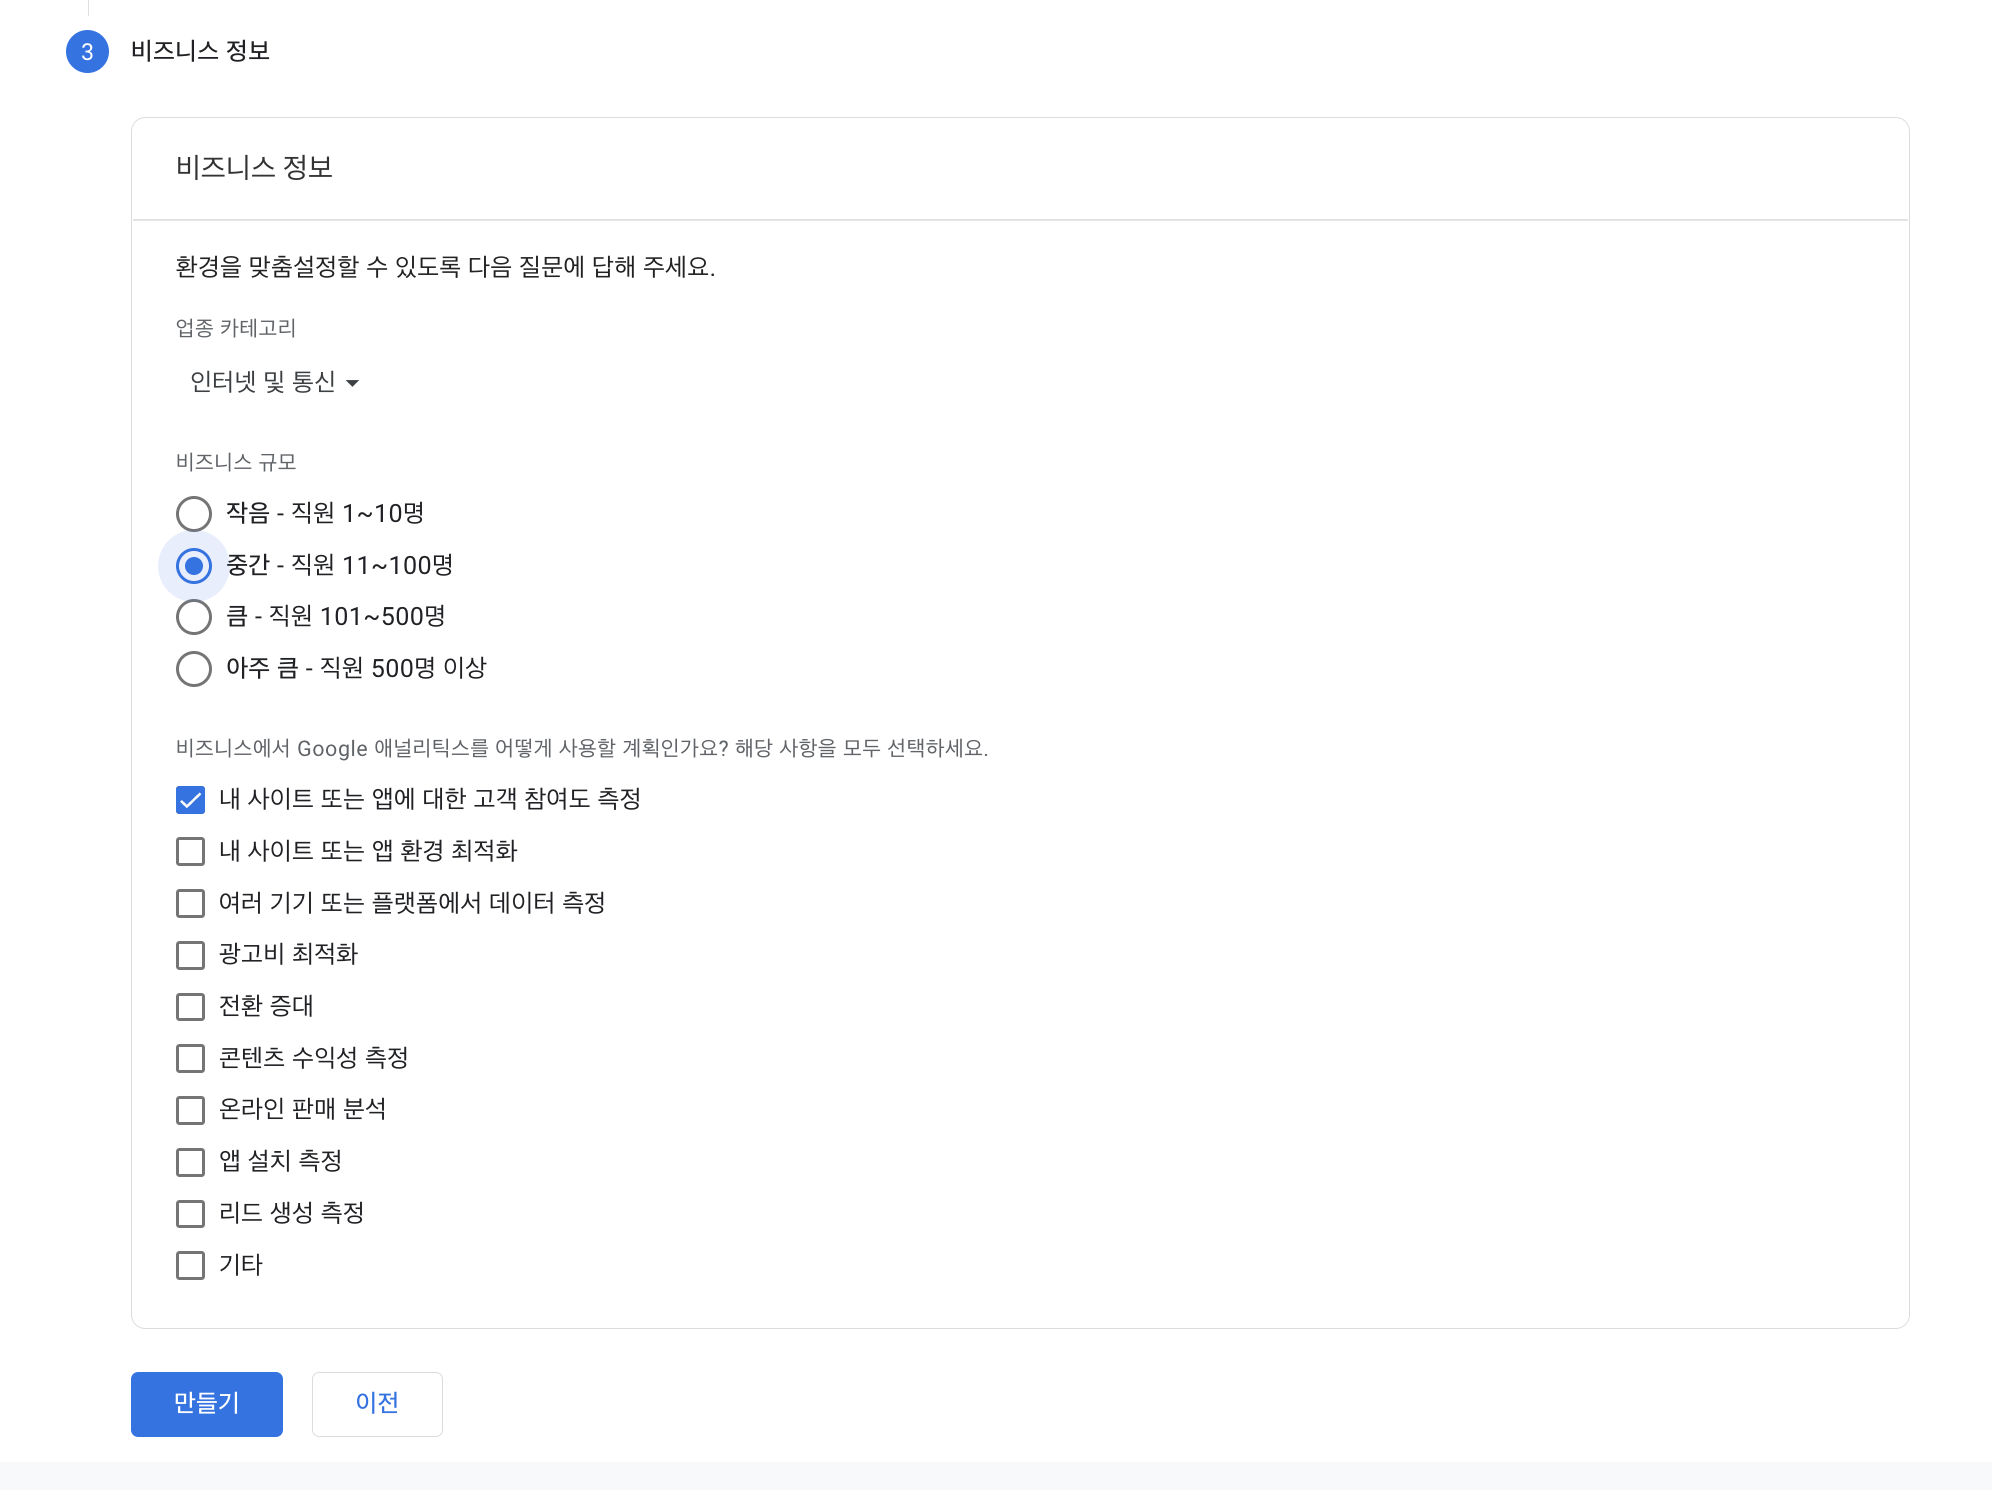 3 비즈니스 정보
비즈니스 정보
환경을 맞춤설정할 수 있도록 다음 질문에 답해 주세요.
업종 카테고리
인터넷 및 통신
비즈니스 규모
작음 - 직원 1~10명
중간 - 직원 11~100명
큼 - 직원 101~500명
아주 큼 - 직원 500명 이상
비즈니스에서 Google 애널리틱스를 어떻게 사용할 계획인가요? 해당 사항을 모두 선택하세요.
내 사이트 또는 앱에 대한 고객 참여도 측정
내 사이트 또는 앱 환경 최적화
여러 기기 또는 플랫폼에서 데이터 측정
광고비 최적화
전환 증대
콘텐츠 수익성 측정
온라인 판매 분석
앱 설치 측정
리드 생성 측정
기타
만들기 이전